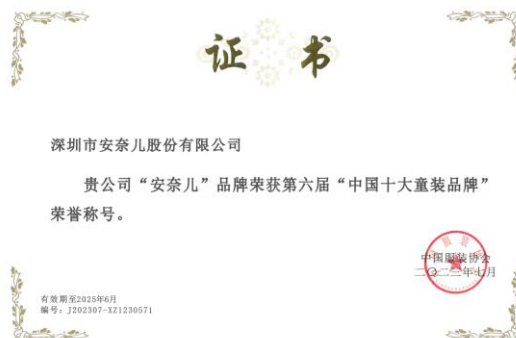 证书
深圳市安奈儿股份有限公司
贵公司“安奈儿”品牌荣获第六届“中国十大童装品牌”
荣誉称号。
中国服装协会
二〇二三年七月
有效期至2025年6月
编号：J202307-XZ1230571